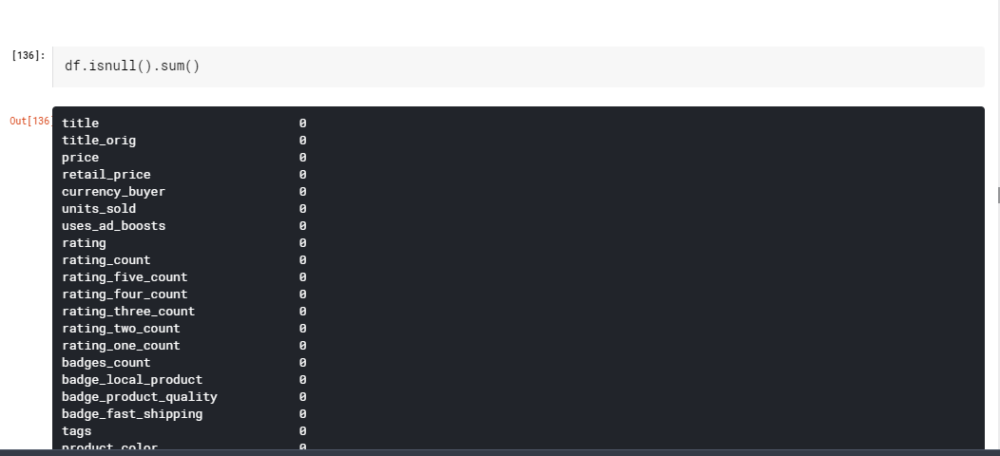 [136]:
df.isnull().sum()
Out[136
title 0
title_orig 0
price 0
retail_price 0
currency_buyer 0
units_sold 0
uses_ad_boosts 0
rating 0
rating_count 0
rating_five_count 0
rating_four_count 0
rating_three_count 0
rating_two_count 0
rating_one_count 0
badges_count 0
badge_local_product 0
badge_product_quality 0
badge_fast_shipping 0
tags 0
product_color 0